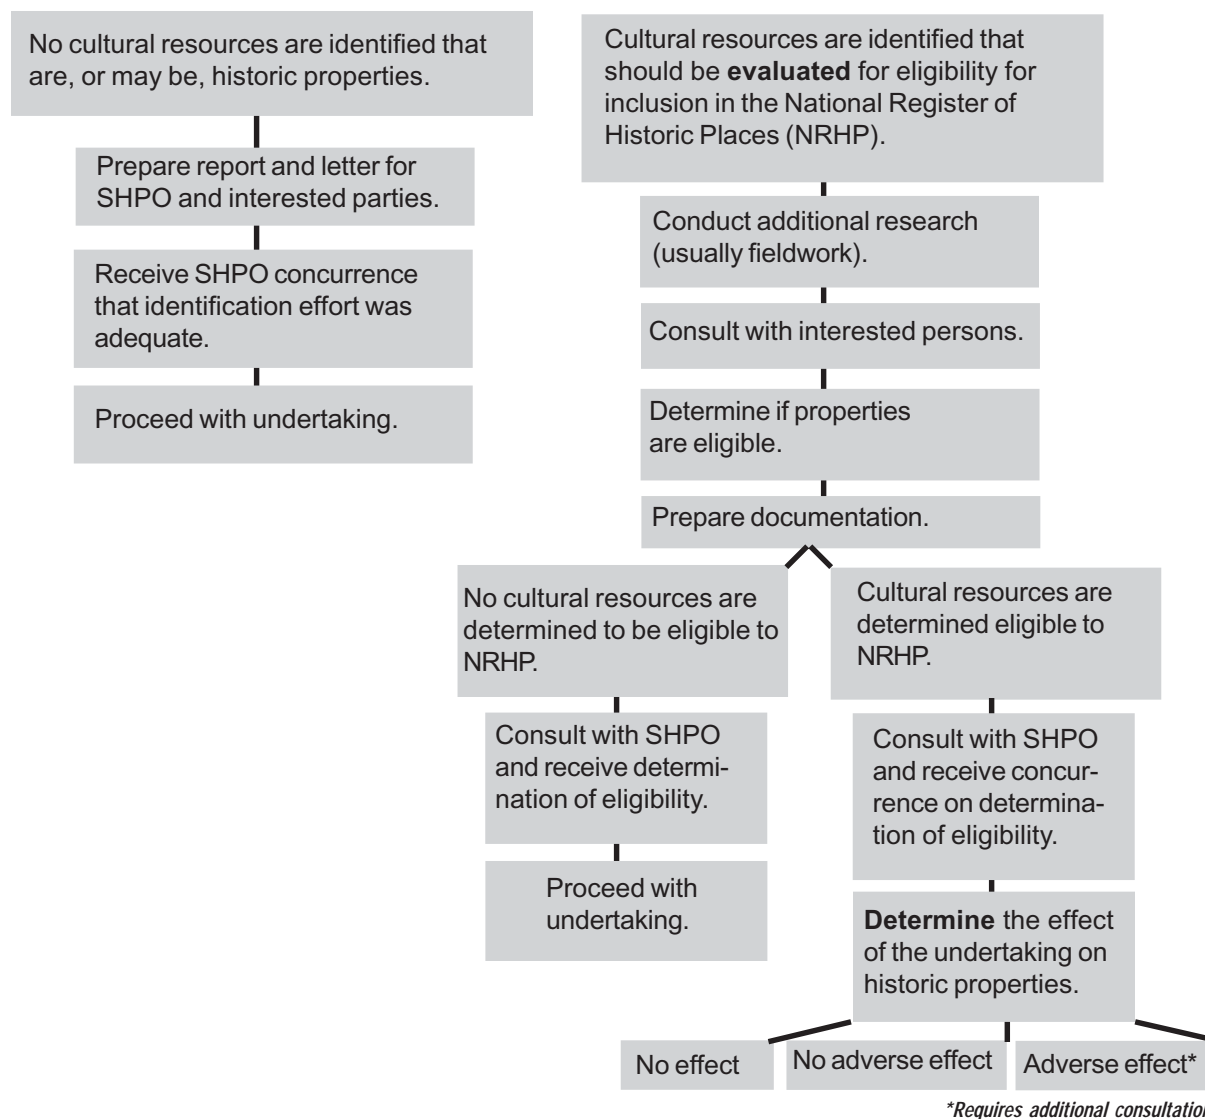 No cultural resources are identified that
are, or may be, historic properties.
Prepare report and letter for
SHPO and interested parties.
Receive SHPO concurrence
that identification effort was
adequate.
Proceed with undertaking.
Cultural resources are identified that
should be evaluated for eligibility for
inclusion in the National Register of
Historic Places (NRHP).
Conduct additional research
(usually fieldwork).
Consult with interested persons.
Determine if properties
are eligible.
Prepare documentation.
No cultural resources are
determined to be eligible to
NRHP.
Consult with SHPO
and receive determi-
nation of eligibility.
Proceed with
undertaking.
Cultural resources are
determined eligible to
NRHP.
Consult with SHPO
and receive concur-
rence on determina-
tion of eligibility.
Determine the effect
of the undertaking on
historic properties.
No effect
No adverse effect
Adverse effect*
*Requires additional consultation